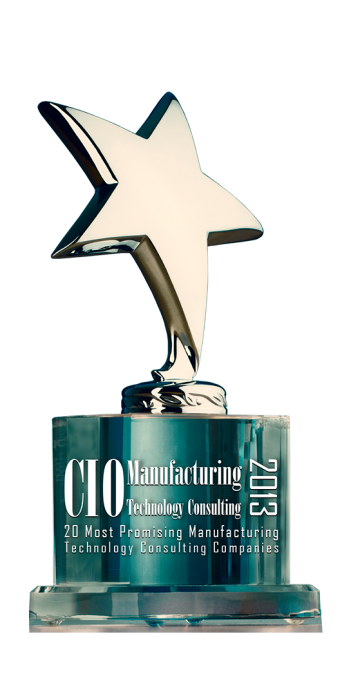 CIO Manufacturing
Technology Consulting
2013
20 Most Promising Manufacturing
Technology Consulting Companies